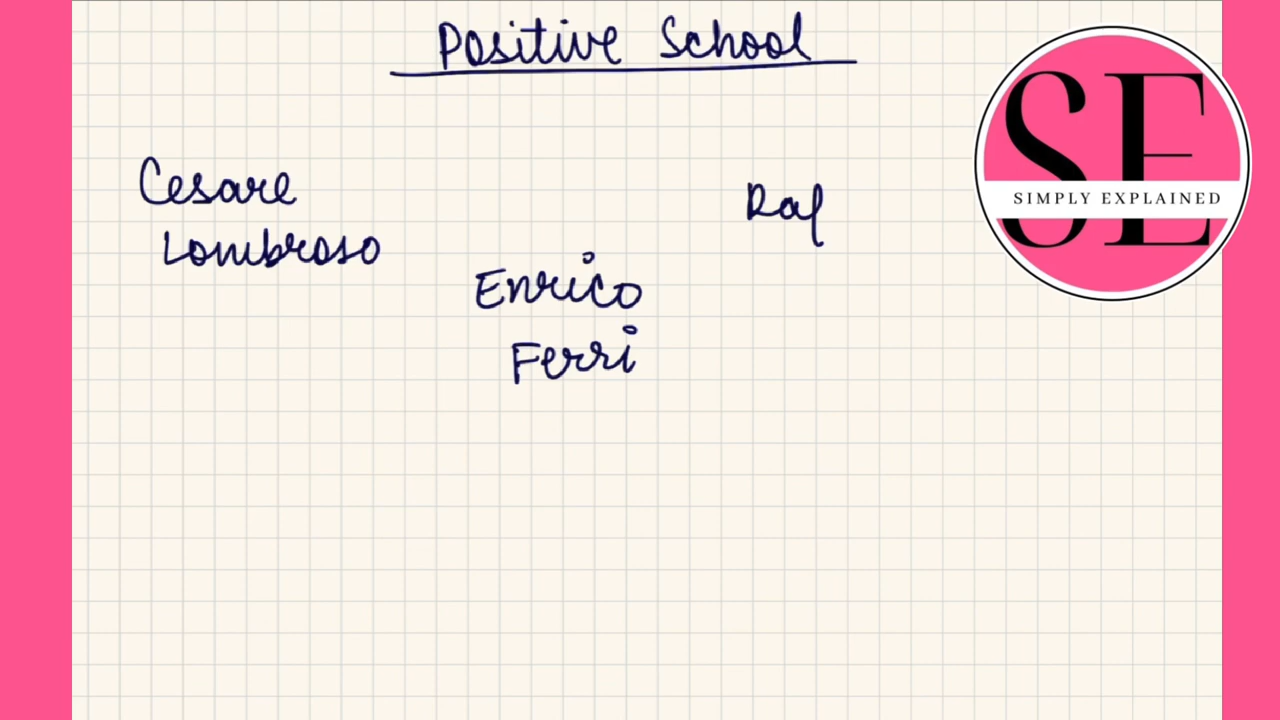 Positive School
Cesare
Lombroso
Enrico
Ferri
Raf
SE
SIMPLY EXPLAINED